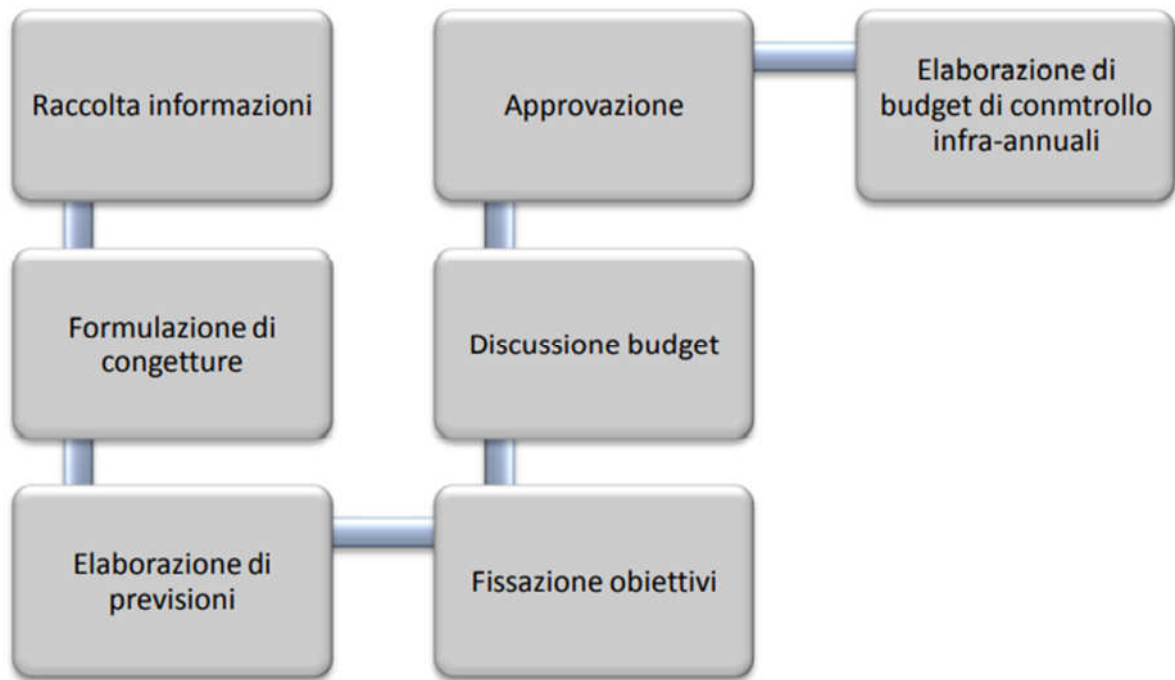 Raccolta informazioni
Formulazione di
congetture
Elaborazione di
previsioni
Fissazione obiettivi
Discussione budget
Approvazione
Elaborazione di
budget di conmtrollo
infra-annuali